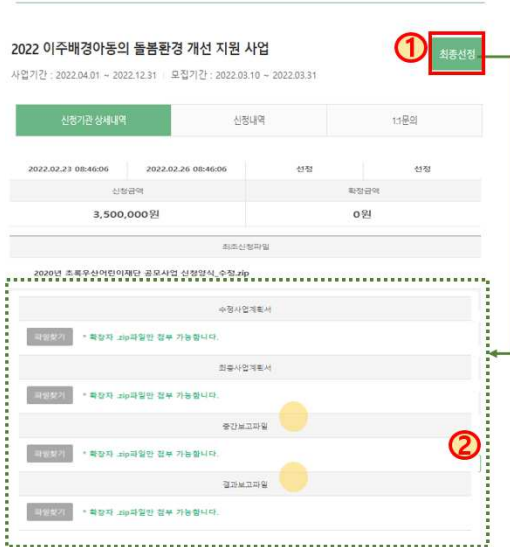 2022 이주배경아동의 돌봄환경 개선 지원 사업
1
최종선정
사업기간 : 2022.04.01 ~ 2022.12.31 | 모집기간 : 2022.03.10 ~ 2022.03.31
신청기관 상세내역 신청내역 1:1문의
2022.02.23 08:46:06 2022.02.26 08:46:06 선정 선정
신청금액 확정금액
3,500,000원 0원
최초신청파일
2020년 초록우산어린이재단 공모사업 신청양식_수정.zip
수정사업계획서
파일찾기 * 확장자 .zip파일만 첨부 가능합니다.
최종사업계획서
파일찾기 * 확장자 .zip파일만 첨부 가능합니다.
중간보고파일
2
파일찾기 * 확장자 .zip파일만 첨부 가능합니다.
결과보고파일
파일찾기 * 확장자 .zip파일만 첨부 가능합니다.